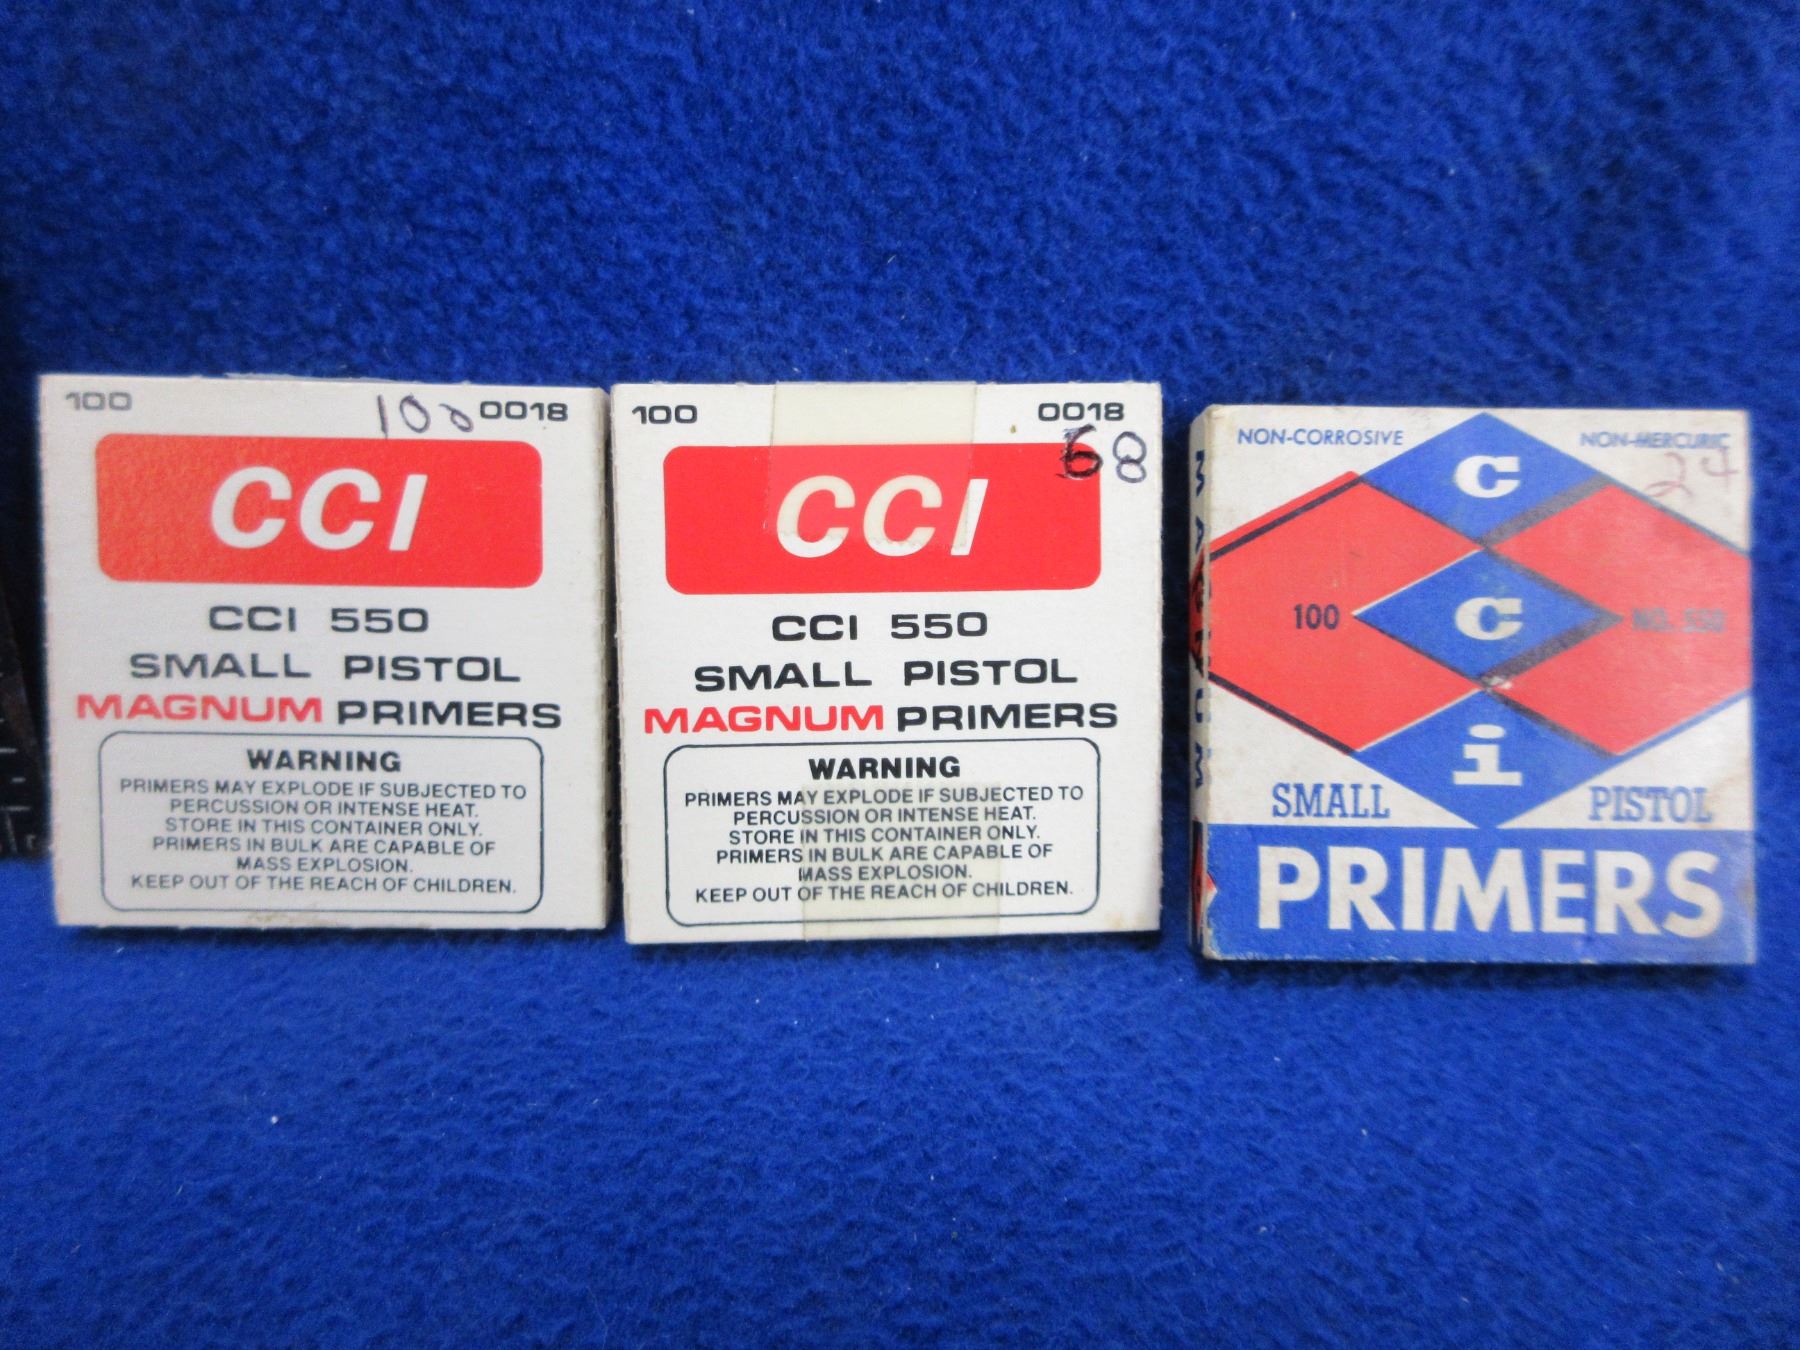 100 100 0018
CCI
CCI 550
SMALL PISTOL
MAGNUM PRIMERS
WARNING
PRIMERS MAY EXPLODE IF SUBJECTED TO
PERCUSSION OR INTENSE HEAT.
STORE IN THIS CONTAINER ONLY.
PRIMERS IN BULK ARE CAPABLE OF
MASS EXPLOSION.
KEEP OUT OF THE REACH OF CHILDREN.
100 0018
68
CCI
CCI 550
SMALL PISTOL
MAGNUM PRIMERS
WARNING
PRIMERS MAY EXPLODE IF SUBJECTED TO
PERCUSSION OR INTENSE HEAT.
STORE IN THIS CONTAINER ONLY.
PRIMERS IN BULK ARE CAPABLE OF
MASS EXPLOSION.
KEEP OUT OF THE REACH OF CHILDREN.
MAGNUM
NON-CORROSIVE NON-MERCURIC
24
C
100 C NO. 550
i
SMALL PISTOL
PRIMERS